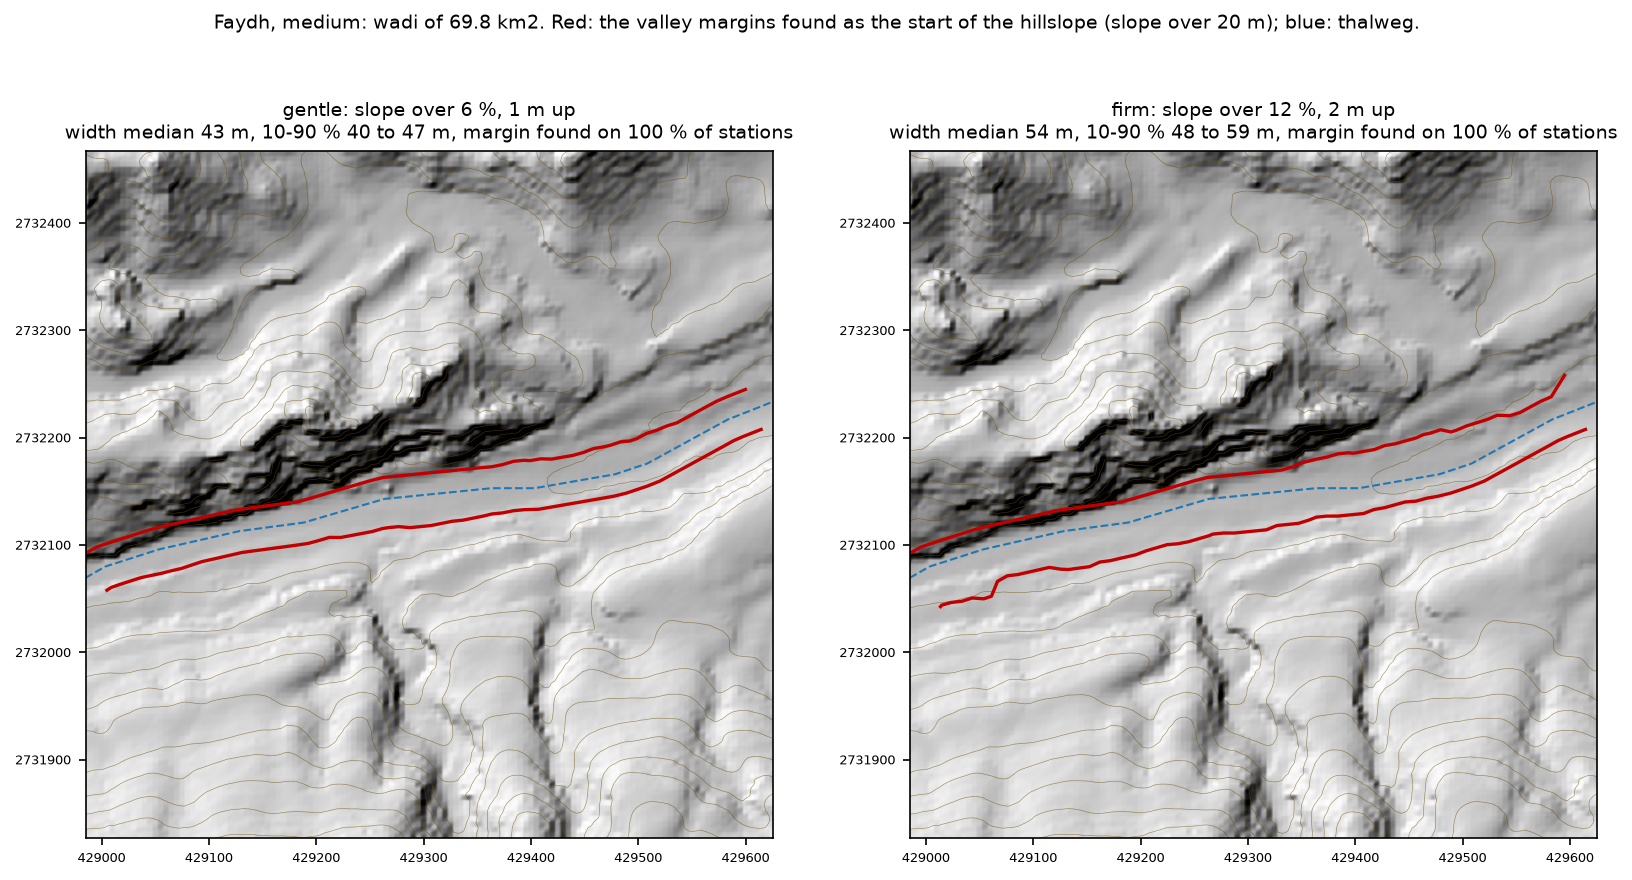 Faydh, medium: wadi of 69.8 km2. Red: the valley margins found as the start of the hillslope (slope over 20 m); blue: thalweg.
gentle: slope over 6 %, 1 m up
width median 43 m, 10-90 % 40 to 47 m, margin found on 100 % of stations
2732400
2732300
2732200
2732100
2732000
2731900
429000 429100 429200 429300 429400 429500 429600
firm: slope over 12 %, 2 m up
width median 54 m, 10-90 % 48 to 59 m, margin found on 100 % of stations
2732400
2732300
2732200
2732100
2732000
2731900
429000 429100 429200 429300 429400 429500 429600